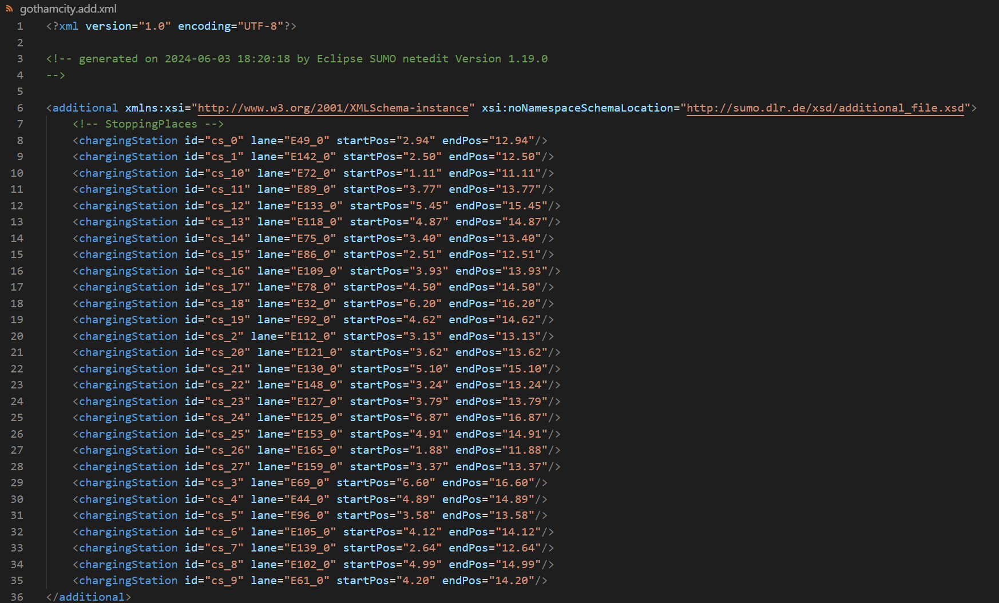 gothamcity.add.xml
1 <?xml version="1.0" encoding="UTF-8"?>
2
3 <!-- generated on 2024-06-03 18:20:18 by Eclipse SUMO netedit Version 1.19.0
4 -->
5
6 <additional xmlns:xsi="http://www.w3.org/2001/XMLSchema-instance" xsi:noNamespaceSchemaLocation="http://sumo.dlr.de/xsd/additional_file.xsd">
7 <!-- StoppingPlaces -->
8 <chargingStation id="cs_0" lane="E49_0" startPos="2.94" endPos="12.94"/>
9 <chargingStation id="cs_1" lane="E142_0" startPos="2.50" endPos="12.50"/>
10 <chargingStation id="cs_10" lane="E72_0" startPos="1.11" endPos="11.11"/>
11 <chargingStation id="cs_11" lane="E89_0" startPos="3.77" endPos="13.77"/>
12 <chargingStation id="cs_12" lane="E133_0" startPos="5.45" endPos="15.45"/>
13 <chargingStation id="cs_13" lane="E118_0" startPos="4.87" endPos="14.87"/>
14 <chargingStation id="cs_14" lane="E75_0" startPos="3.40" endPos="13.40"/>
15 <chargingStation id="cs_15" lane="E86_0" startPos="2.51" endPos="12.51"/>
16 <chargingStation id="cs_16" lane="E109_0" startPos="3.93" endPos="13.93"/>
17 <chargingStation id="cs_17" lane="E78_0" startPos="4.50" endPos="14.50"/>
18 <chargingStation id="cs_18" lane="E32_0" startPos="6.20" endPos="16.20"/>
19 <chargingStation id="cs_19" lane="E92_0" startPos="4.62" endPos="14.62"/>
20 <chargingStation id="cs_2" lane="E112_0" startPos="3.13" endPos="13.13"/>
21 <chargingStation id="cs_20" lane="E121_0" startPos="3.62" endPos="13.62"/>
22 <chargingStation id="cs_21" lane="E130_0" startPos="5.10" endPos="15.10"/>
23 <chargingStation id="cs_22" lane="E148_0" startPos="3.24" endPos="13.24"/>
24 <chargingStation id="cs_23" lane="E127_0" startPos="3.79" endPos="13.79"/>
25 <chargingStation id="cs_24" lane="E125_0" startPos="6.87" endPos="16.87"/>
26 <chargingStation id="cs_25" lane="E153_0" startPos="4.91" endPos="14.91"/>
27 <chargingStation id="cs_26" lane="E165_0" startPos="1.88" endPos="11.88"/>
28 <chargingStation id="cs_27" lane="E159_0" startPos="3.37" endPos="13.37"/>
29 <chargingStation id="cs_3" lane="E69_0" startPos="6.60" endPos="16.60"/>
30 <chargingStation id="cs_4" lane="E44_0" startPos="4.89" endPos="14.89"/>
31 <chargingStation id="cs_5" lane="E96_0" startPos="3.58" endPos="13.58"/>
32 <chargingStation id="cs_6" lane="E105_0" startPos="4.12" endPos="14.12"/>
33 <chargingStation id="cs_7" lane="E139_0" startPos="2.64" endPos="12.64"/>
34 <chargingStation id="cs_8" lane="E102_0" startPos="4.99" endPos="14.99"/>
35 <chargingStation id="cs_9" lane="E61_0" startPos="4.20" endPos="14.20"/>
36 </additional>